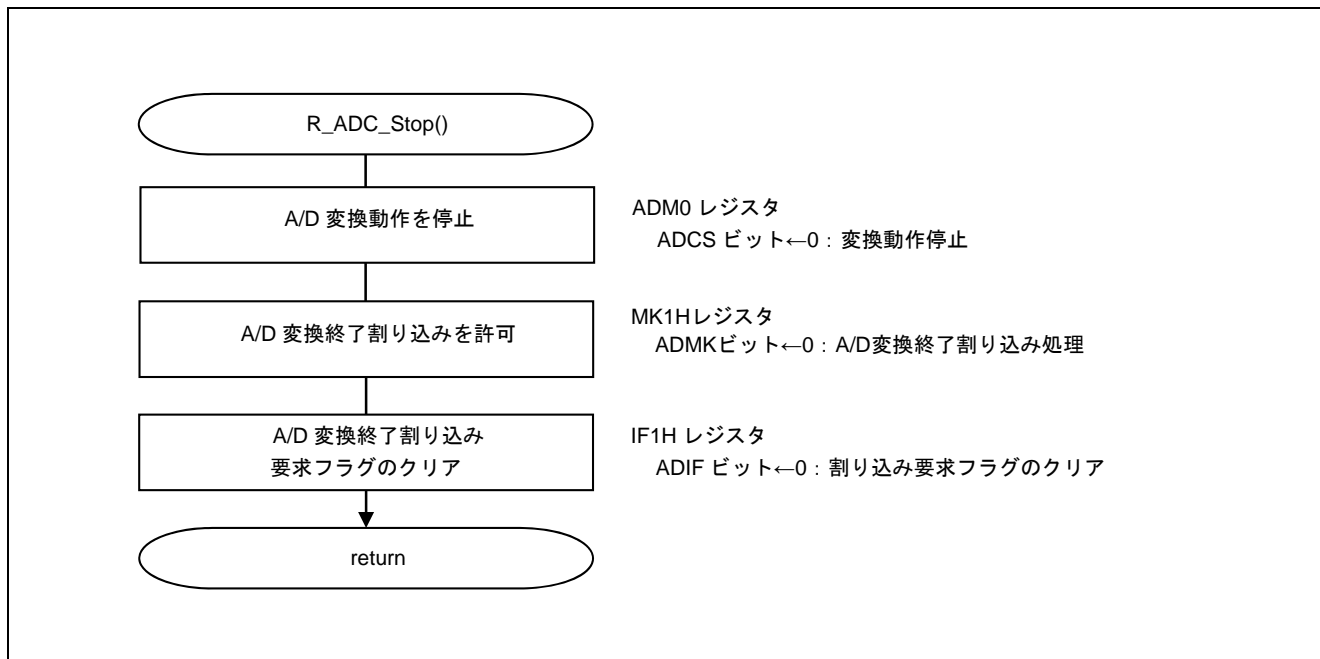 R_ADC_Stop()
A/D 変換動作を停止
ADM0 レジスタ
ADCS ビット←0：変換動作停止
A/D 変換終了割り込みを許可
MK1Hレジスタ
ADMKビット←0：A/D変換終了割り込み処理
A/D 変換終了割り込み
要求フラグのクリア
IF1H レジスタ
ADIF ビット←0：割り込み要求フラグのクリア
return